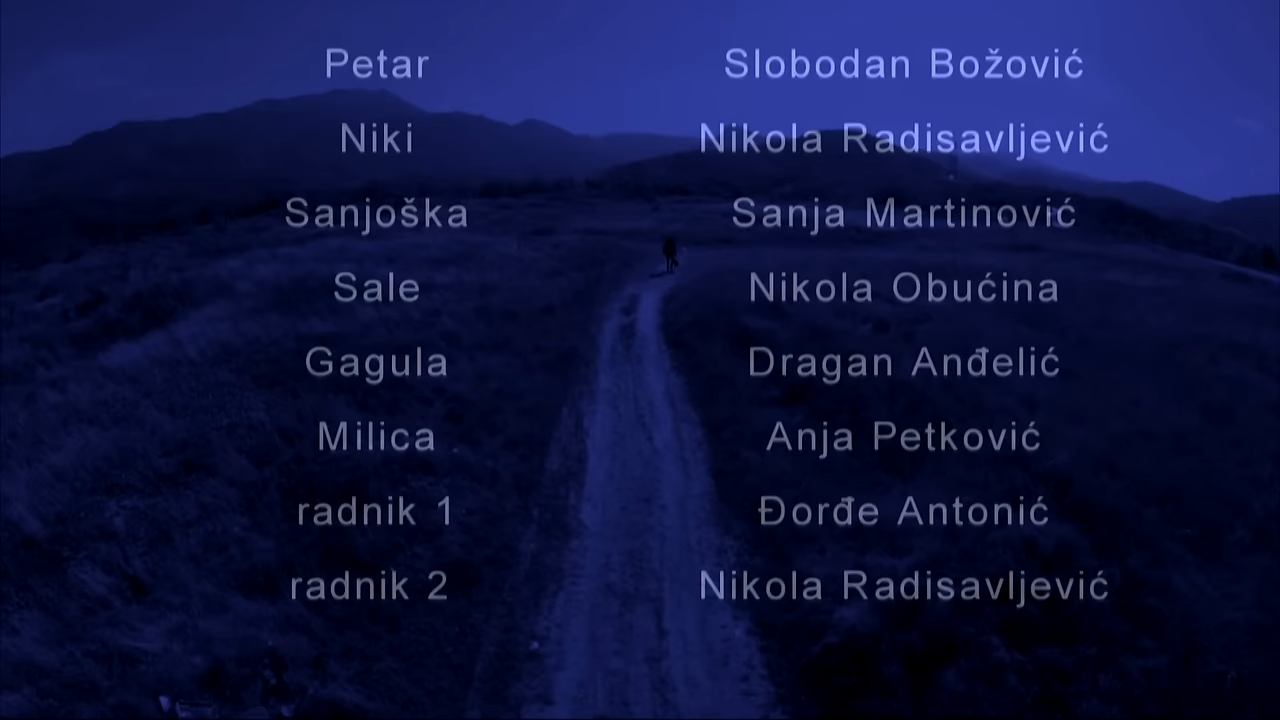 Petar Slobodan Božović
Niki Nikola Radisavljević
Sanjoška Sanja Martinović
Sale Nikola Obućina
Gagula Dragan Anđelić
Milica Anja Petković
radnik 1 Đorđe Antonić
radnik 2 Nikola Radisavljević